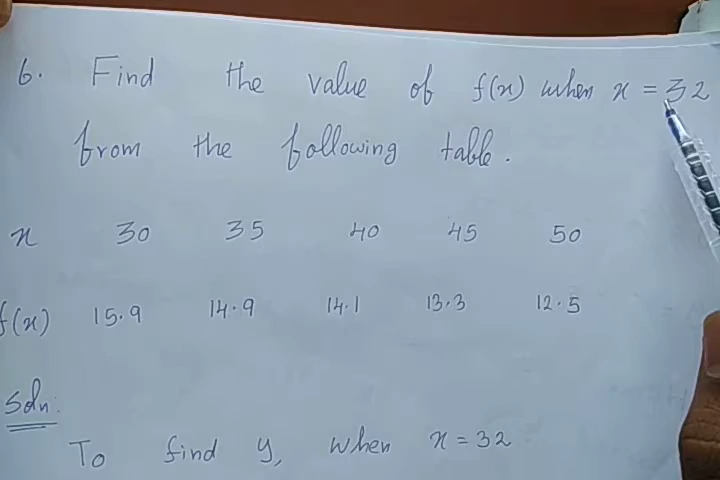 6. Find the value of f(x) when x = 32
from the following table.
x 30 35 40 45 50
f(x) 15.9 14.9 14.1 13.3 12.5
Soln:
To find y, when x = 32